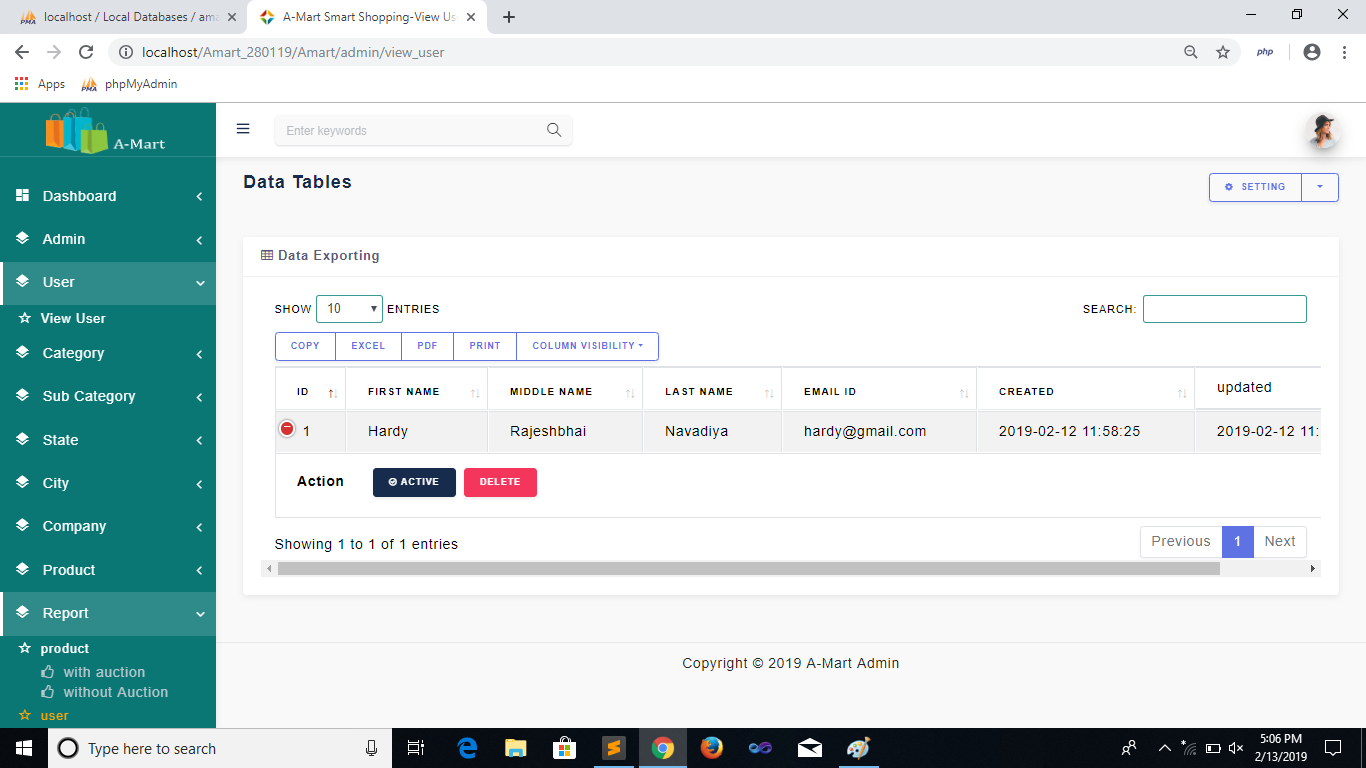 localhost / Local Databases / ama
A-Mart Smart Shopping-View Us
localhost/Amart_280119/Amart/admin/view_user
php
Apps
PMA phpMyAdmin
A-Mart
Enter keywords
Dashboard
Admin
User
View User
Category
Sub Category
State
City
Company
Product
Report
product
with auction
without Auction
user
Data Tables
SETTING
Data Exporting
SHOW 10 ENTRIES
SEARCH:
COPY EXCEL PDF PRINT COLUMN VISIBILITY
ID FIRST NAME MIDDLE NAME LAST NAME EMAIL ID CREATED updated
1 Hardy Rajeshbhai Navadiya hardy@gmail.com 2019-02-12 11:58:25 2019-02-12 11:
Action ACTIVE DELETE
Showing 1 to 1 of 1 entries
Previous 1 Next
Copyright © 2019 A-Mart Admin
Type here to search
5:06 PM
2/13/2019